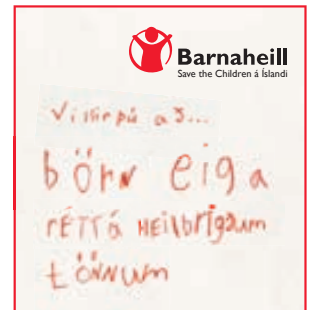 Barnaheill
Save the Children á Íslandi
Vissir þú að...
börn eiga
rétt á HEilbrigðum
tönnum